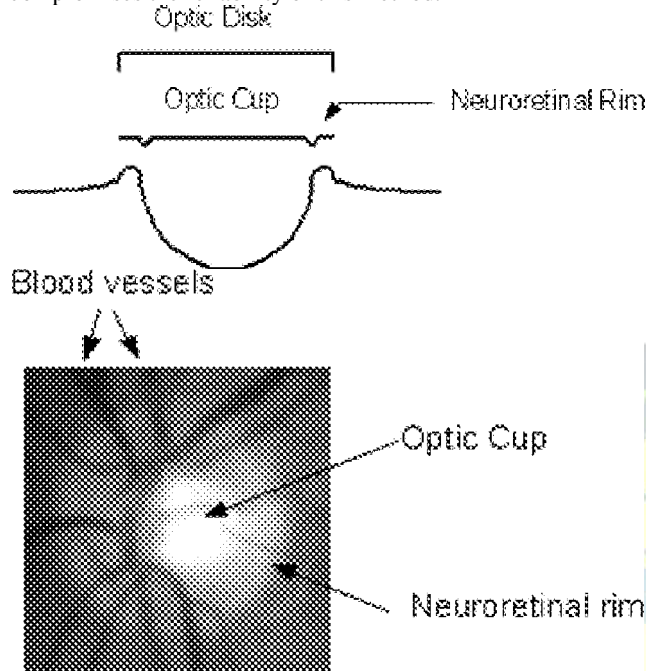 Optic Disk
Optic Cup
Neuroretinal Rim
Blood vessels
Optic Cup
Neuroretinal rim